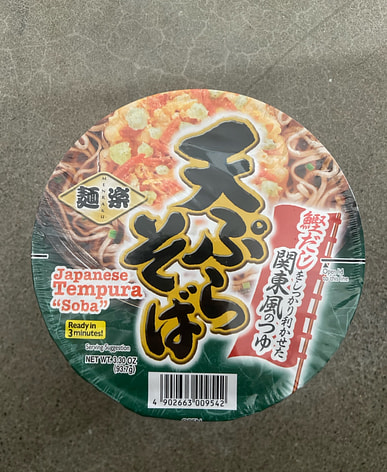 麺楽
MENRAKU
天ぷら
そば
鰹だし
をしっかり利かせた
関東風のつゆ
Japanese
Tempura
"Soba"
Ready in
3 minutes!
Serving Suggestion
NET WT. 3.30 OZ
(93.7g)
4 902663 009542